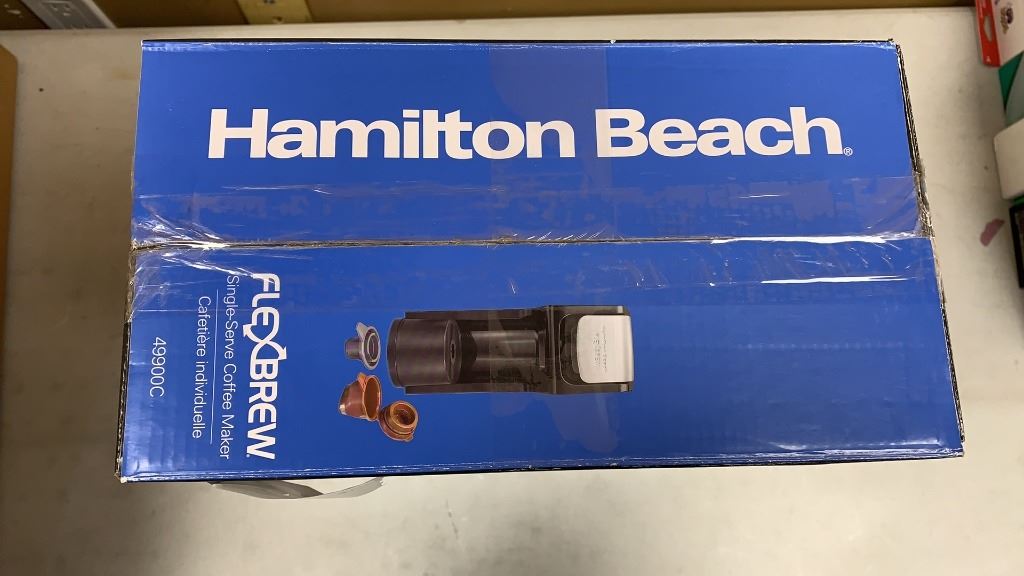 Hamilton Beach®
FLEXBREW
Single-Serve Coffee Maker
Cafetière individuelle
49900C